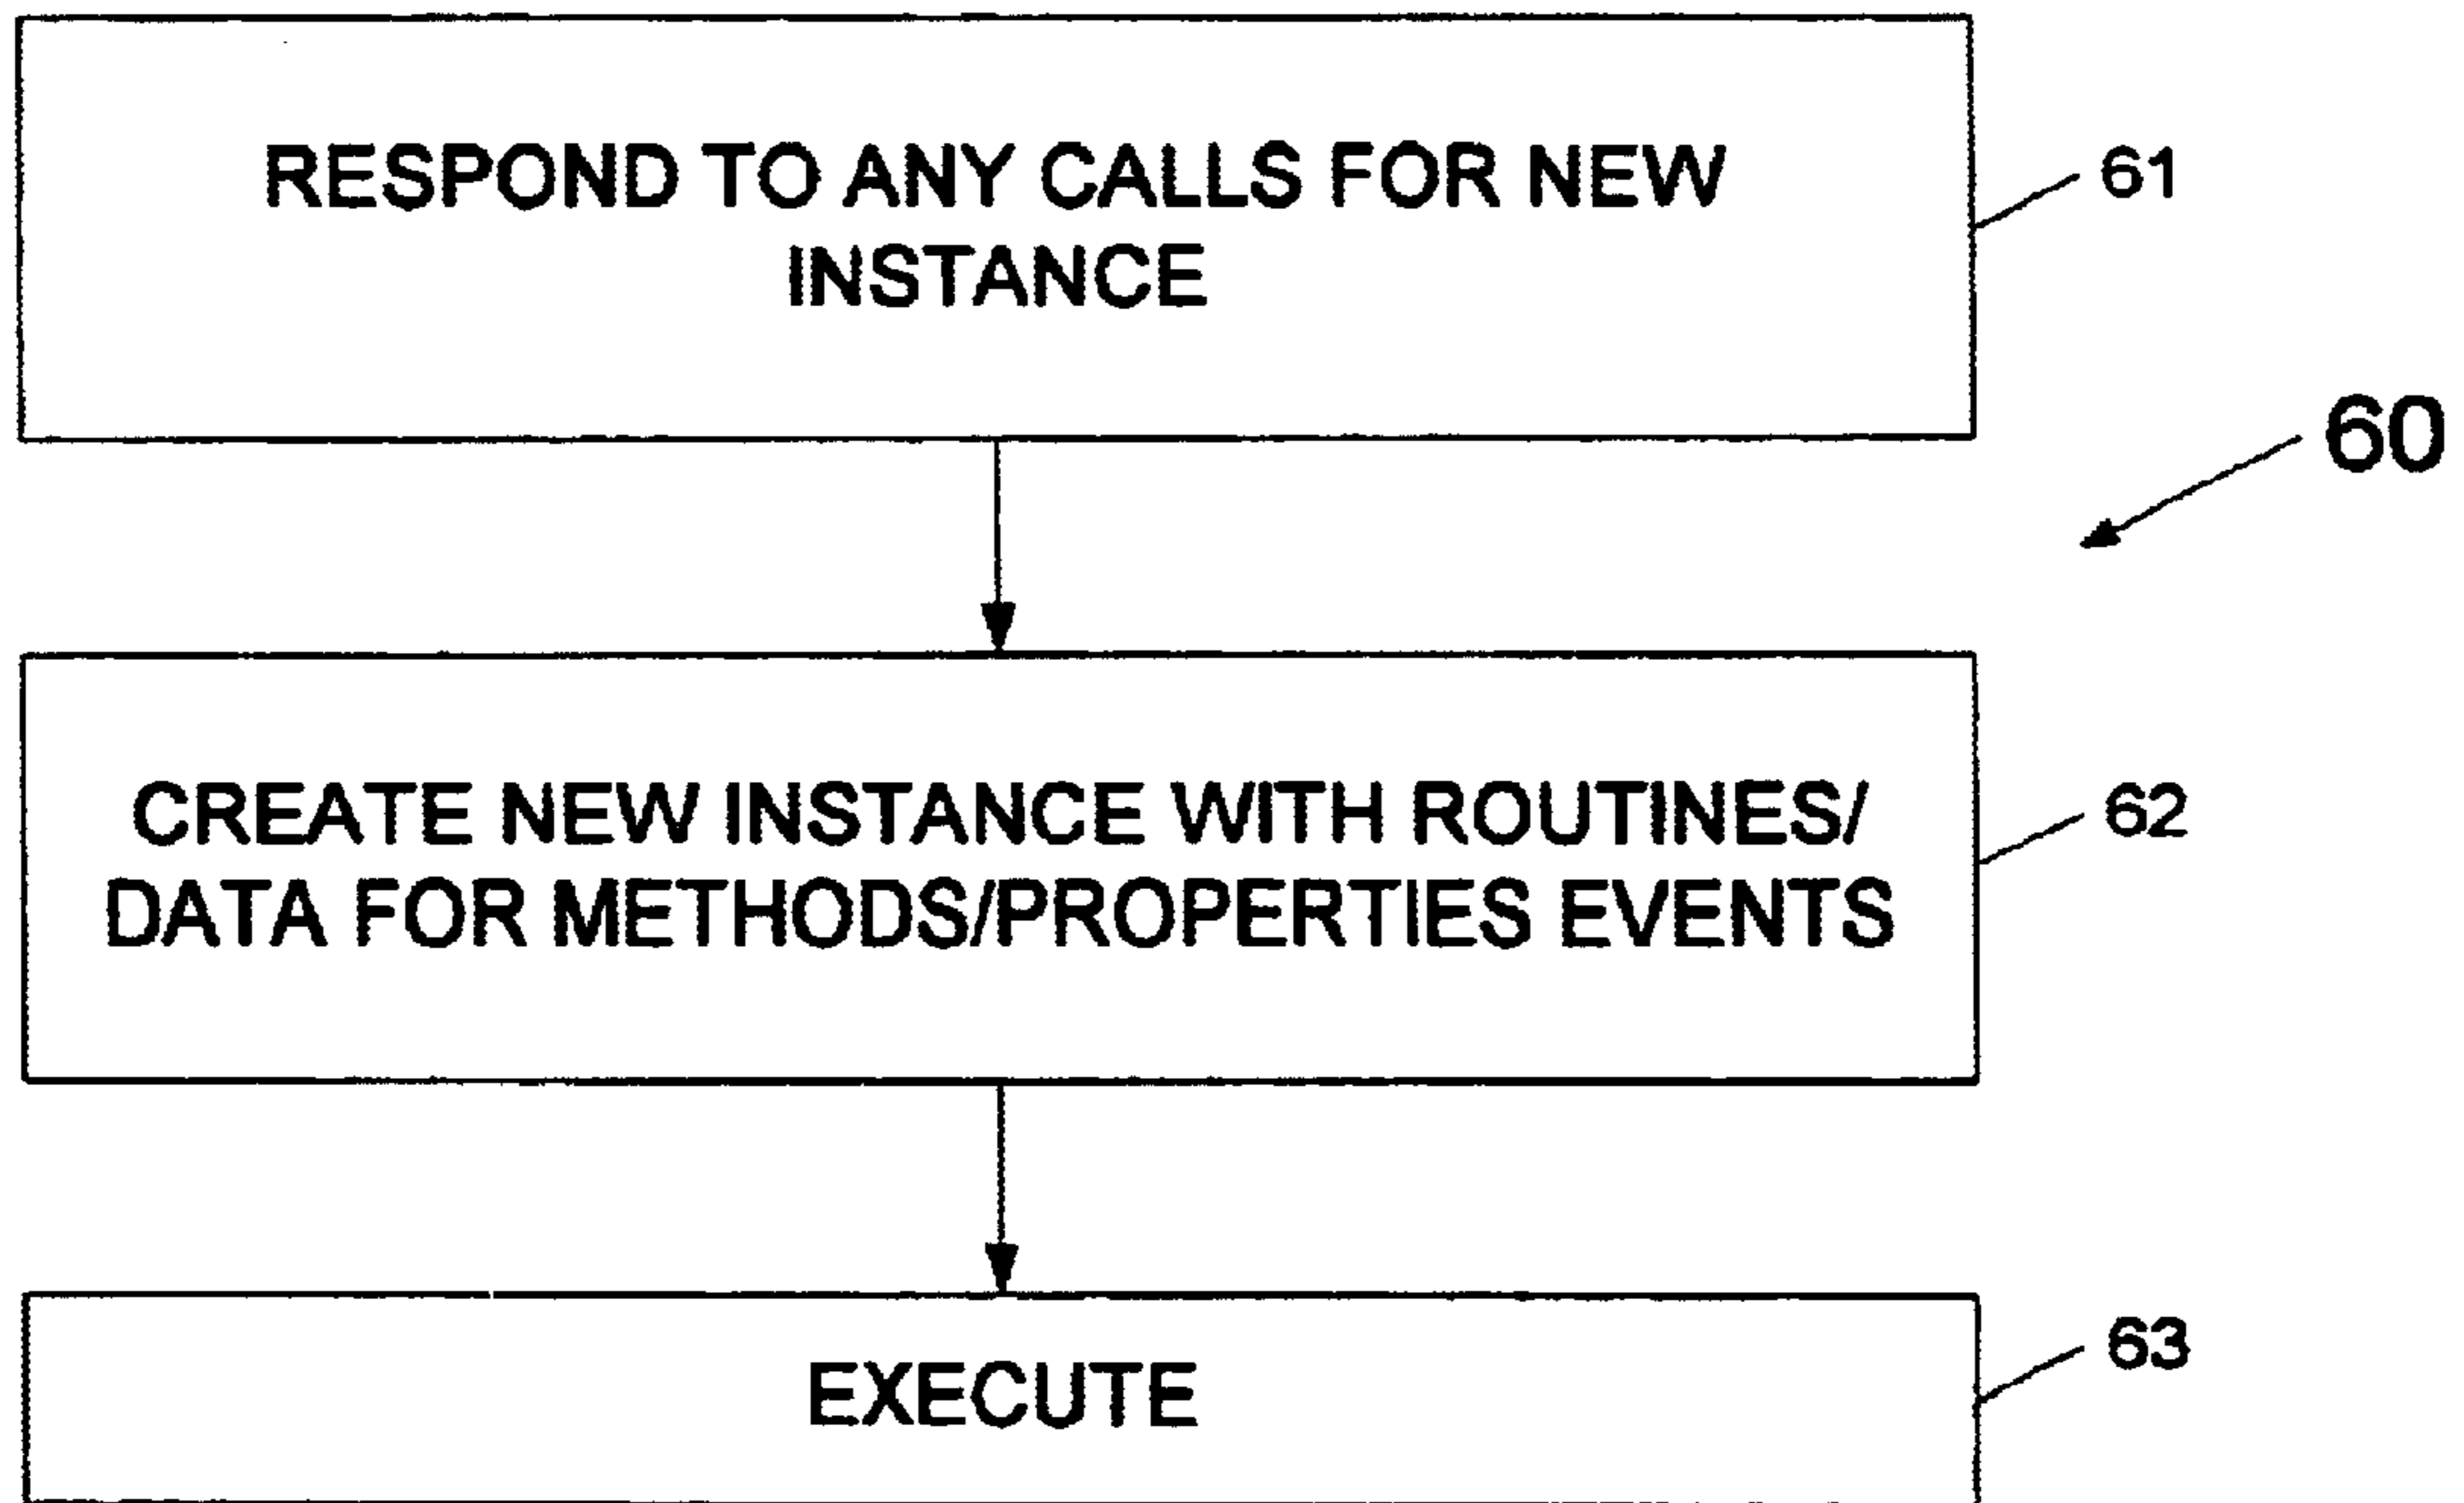 RESPOND TO ANY CALLS FOR NEW
INSTANCE
61
60
CREATE NEW INSTANCE WITH ROUTINES/
DATA FOR METHODS/PROPERTIES EVENTS
62
EXECUTE
63